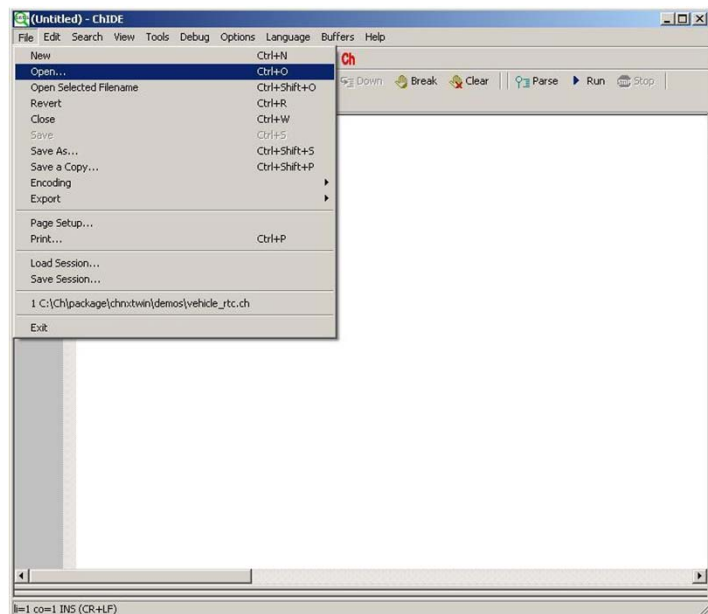 (Untitled) - ChIDE
File Edit Search View Tools Debug Options Language Buffers Help
New Ctrl+N
Ch
Open... Ctrl+O
Down Break Clear Parse Run Stop
Open Selected Filename Ctrl+Shift+O
Revert Ctrl+R
Close Ctrl+W
Save Ctrl+S
Save As... Ctrl+Shift+S
Save a Copy... Ctrl+Shift+P
Encoding
Export
Page Setup...
Print... Ctrl+P
Load Session...
Save Session...
1 C:\Ch\package\chnxtwin\demos\vehicle_rtc.ch
Exit
li=1 co=1 INS (CR+LF)